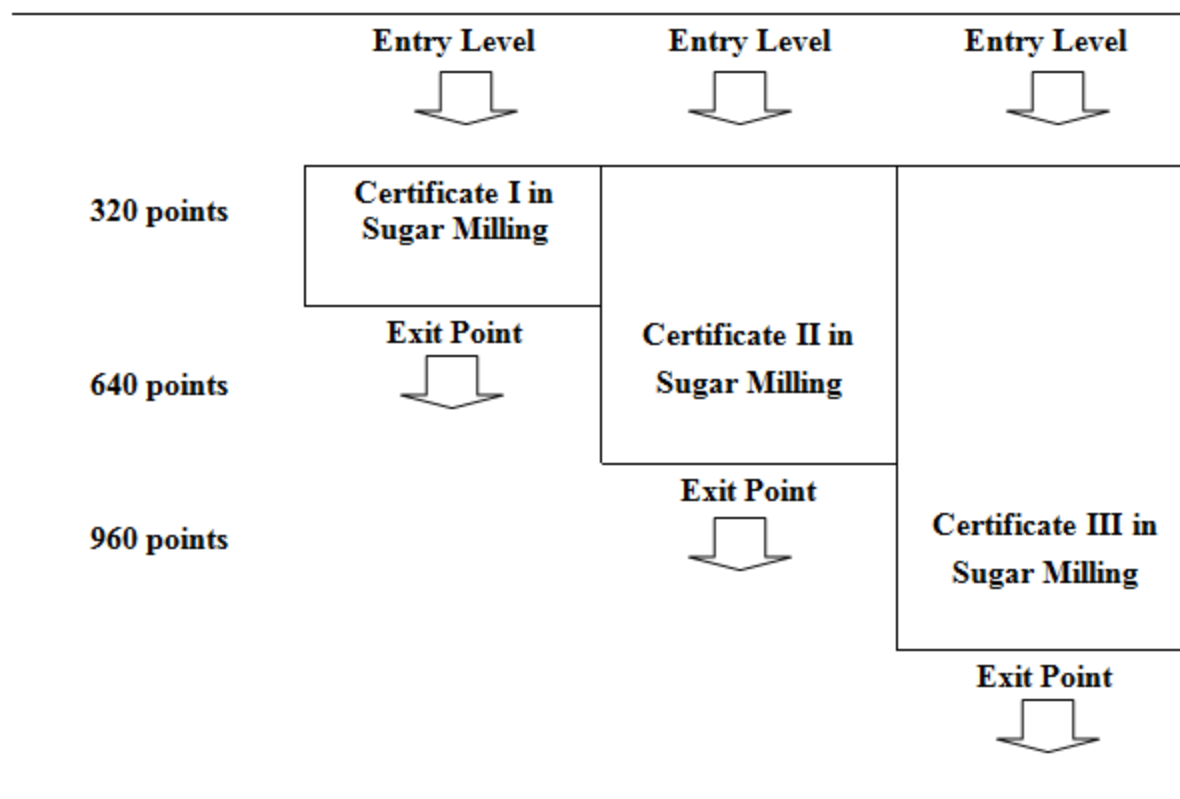 Entry Level
Entry Level
Entry Level
320 points
Certificate I in
Sugar Milling
Exit Point
640 points
Certificate II in
Sugar Milling
Exit Point
960 points
Certificate III in
Sugar Milling
Exit Point